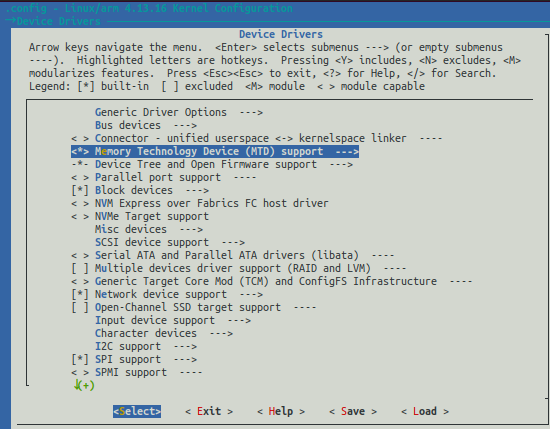 .config - Linux/arm 4.15.16 Kernel Configuration
→Device Drivers
Device Drivers
Arrow keys navigate the menu. <Enter> selects submenus ---> (or empty submenus
----). Highlighted letters are hotkeys. Pressing <Y> includes, <N> excludes, <M>
modularizes features. Press <Esc><Esc> to exit, <?> for Help, </> for Search.
Legend: [*] built-in [ ] excluded <M> module < > module capable
Generic Driver Options --->
Bus devices --->
< > Connector - unified userspace <-> kernelspace linker ----
<*> Memory Technology Device (MTD) support --->
-*- Device Tree and Open Firmware support --->
< > Parallel port support ----
[*] Block devices --->
< > NVM Express over Fabrics FC host driver
< > NVMe Target support
Misc devices --->
SCSI device support --->
< > Serial ATA and Parallel ATA drivers (libata) ----
[ ] Multiple devices driver support (RAID and LVM) ----
< > Generic Target Core Mod (TCM) and ConfigFS Infrastructure ----
[*] Network device support --->
[ ] Open-Channel SSD target support ----
Input device support --->
Character devices --->
I2C support --->
[*] SPI support --->
< > SPMI support ----
↓(+)
<Select> < Exit > < Help > < Save > < Load >